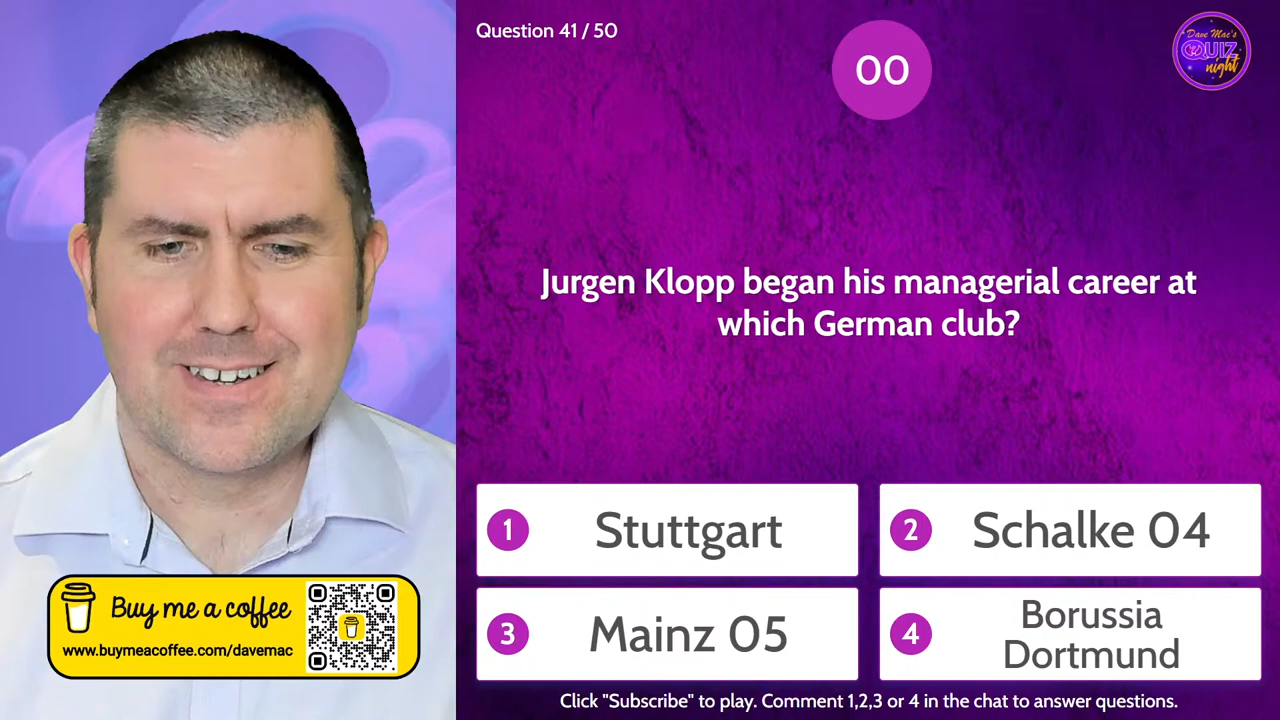 Question 41 / 50
00
Dave Mac's
QUIZ
night
Jurgen Klopp began his managerial career at
which German club?
1 Stuttgart
2 Schalke 04
3 Mainz 05
4 Borussia
Dortmund
Buy me a coffee
www.buymeacoffee.com/davemac
Click "Subscribe" to play. Comment 1,2,3 or 4 in the chat to answer questions.